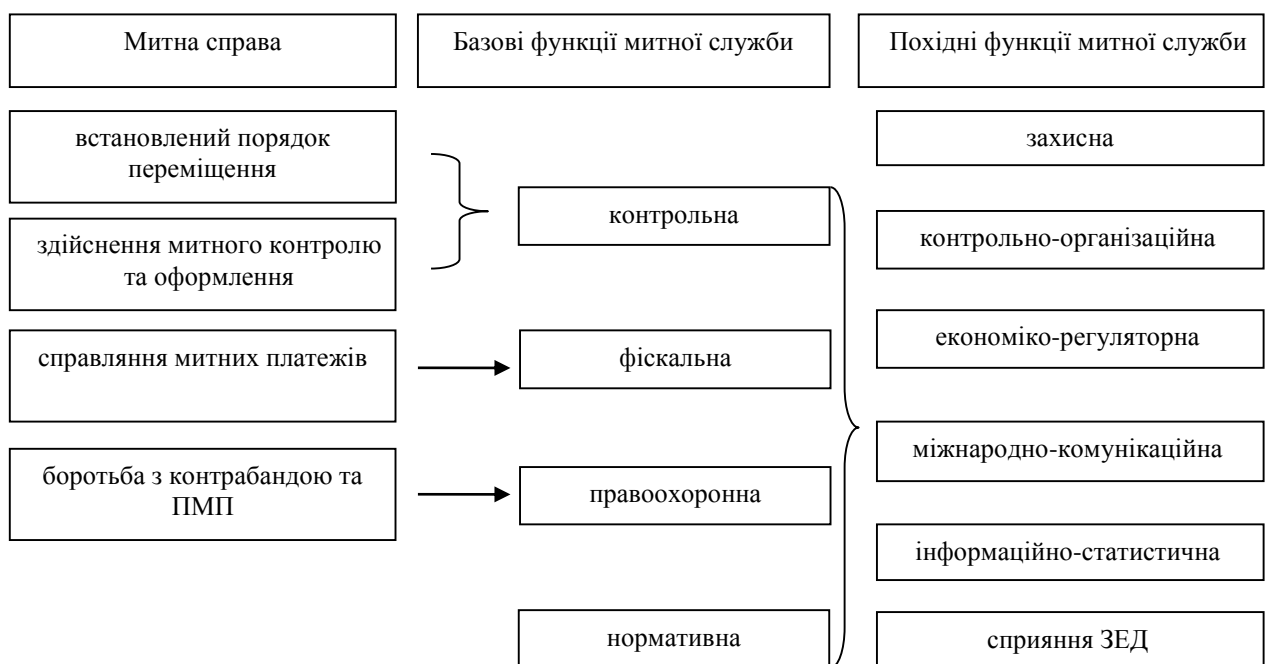 Митна справа
Базові функції митної служби
Похідні функції митної служби
встановлений порядок
переміщення
здійснення митного контролю
та оформлення
справляння митних платежів
боротьба з контрабандою та
ПМП
контрольна
фіскальна
правоохоронна
нормативна
захисна
контрольно-організаційна
економіко-регуляторна
міжнародно-комунікаційна
інформаційно-статистична
сприяння ЗЕД